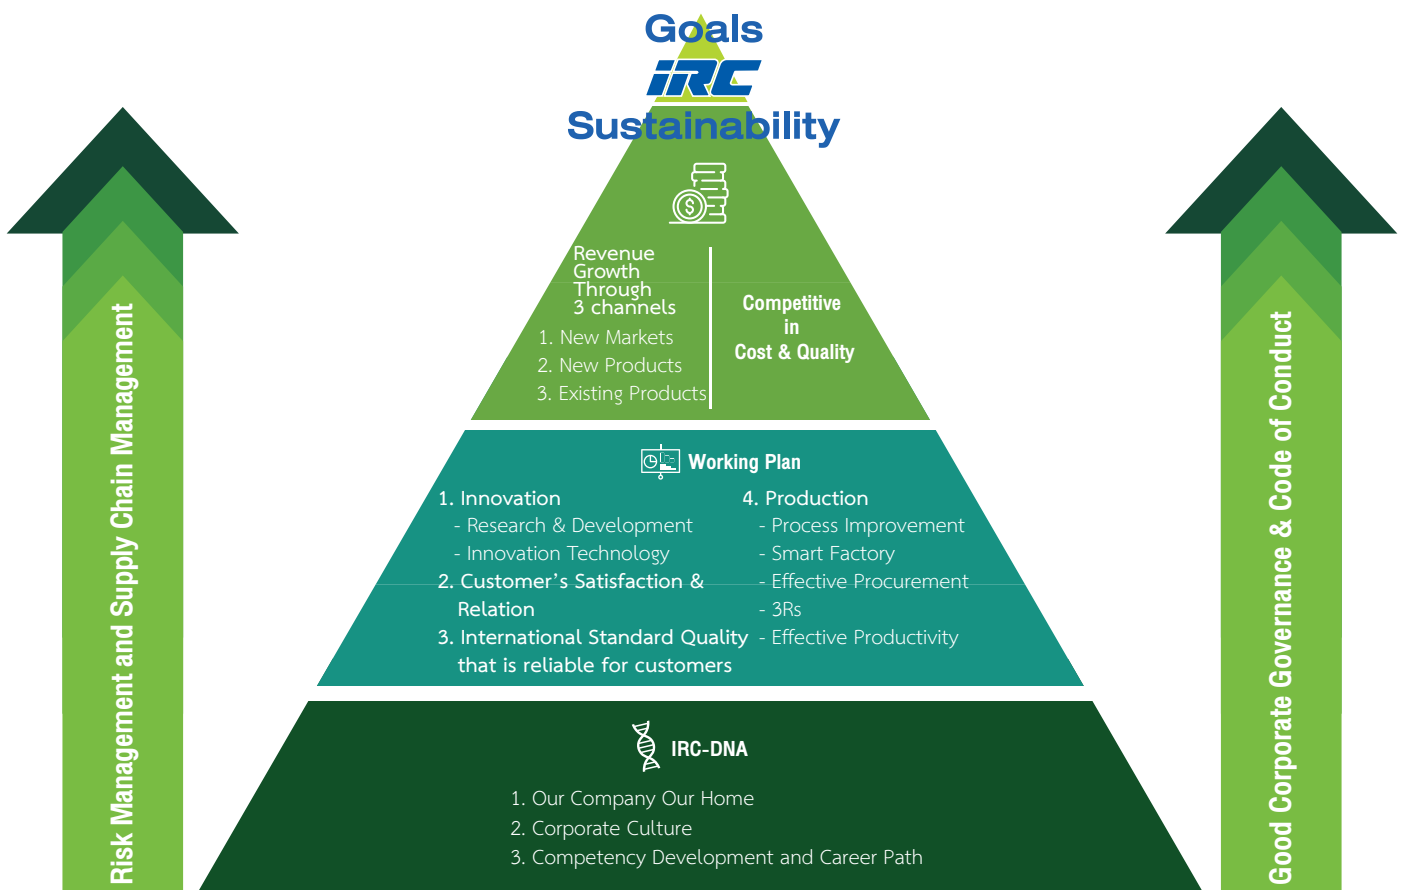 Goals
iRC
Sustainability
Revenue
Growth
Through
3 channels
1. New Markets
2. New Products
3. Existing Products
Competitive
in
Cost & Quality
Working Plan
1. Innovation
- Research & Development
- Innovation Technology
2. Customer's Satisfaction &
Relation
3. International Standard Quality
that is reliable for customers
4. Production
- Process Improvement
- Smart Factory
- Effective Procurement
- 3Rs
- Effective Productivity
IRC-DNA
1. Our Company Our Home
2. Corporate Culture
3. Competency Development and Career Path
Risk Management and Supply Chain Management
Good Corporate Governance & Code of Conduct